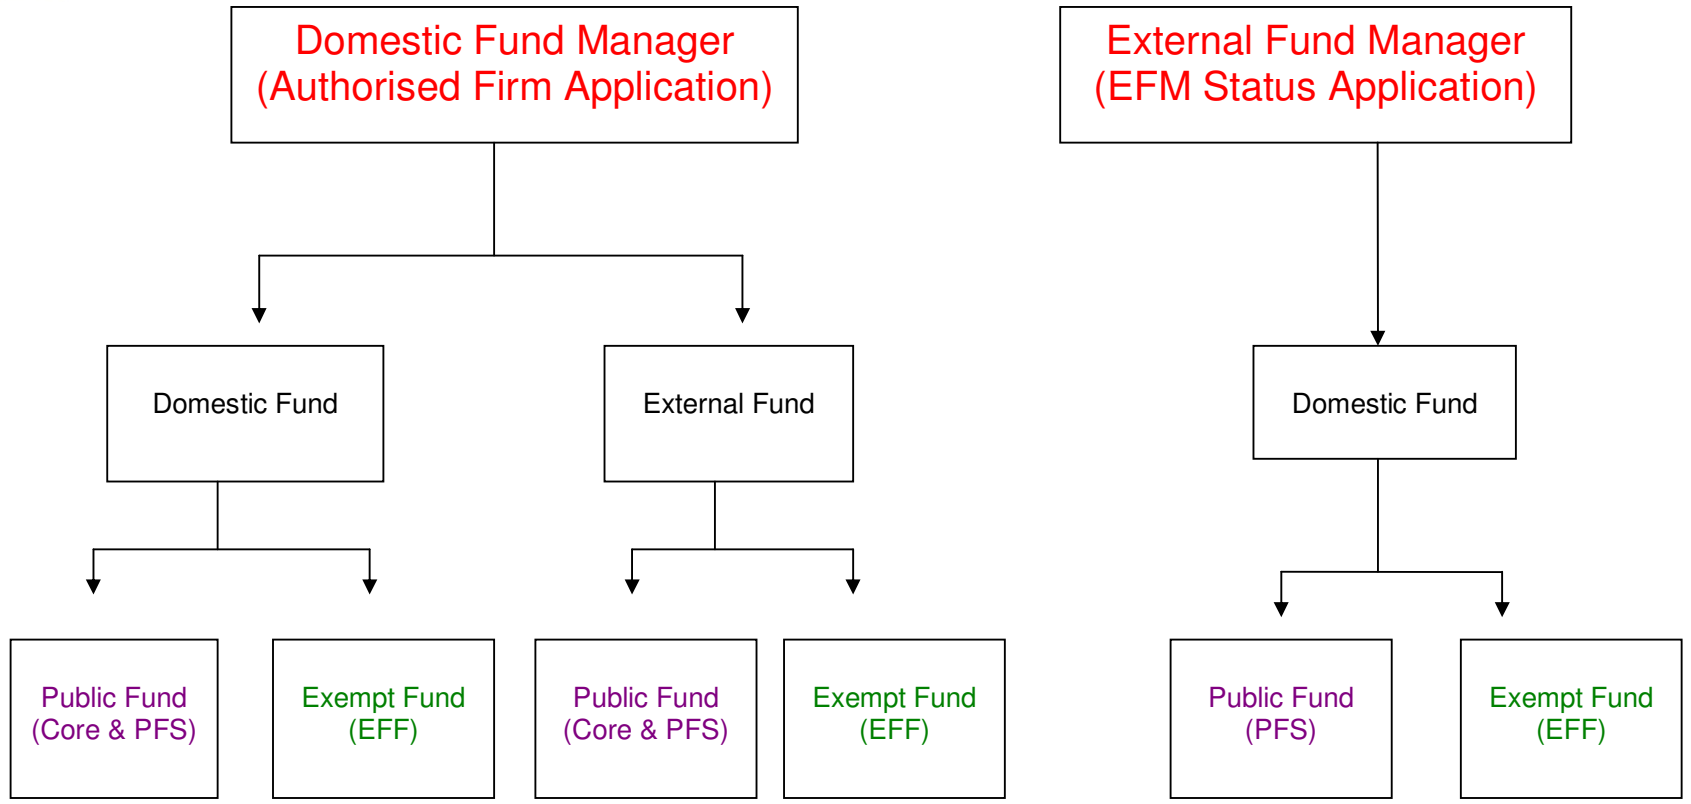 Domestic Fund Manager
(Authorised Firm Application)
External Fund Manager
(EFM Status Application)
Domestic Fund
External Fund
Domestic Fund
Public Fund
(Core & PFS)
Exempt Fund
(EFF)
Public Fund
(Core & PFS)
Exempt Fund
(EFF)
Public Fund
(PFS)
Exempt Fund
(EFF)